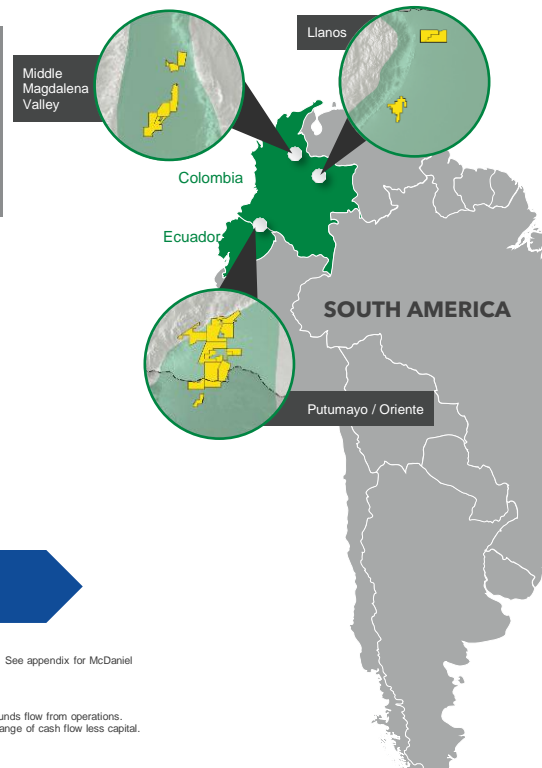 Llanos
Middle
Magdalena
Valley
Colombia
Ecuador
SOUTH AMERICA
Putumayo / Oriente
See appendix for McDaniel
unds flow from operations.
ange of cash flow less capital.